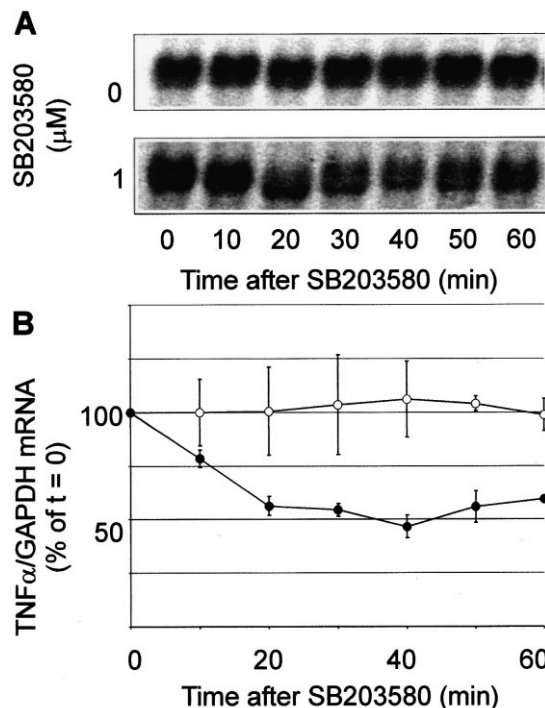 A
SB203580
(μM)
0
1
0 10 20 30 40 50 60
Time after SB203580 (min)
B
TNFα/GAPDH mRNA
(% of t = 0)
100
50
0 20 40 60
Time after SB203580 (min)